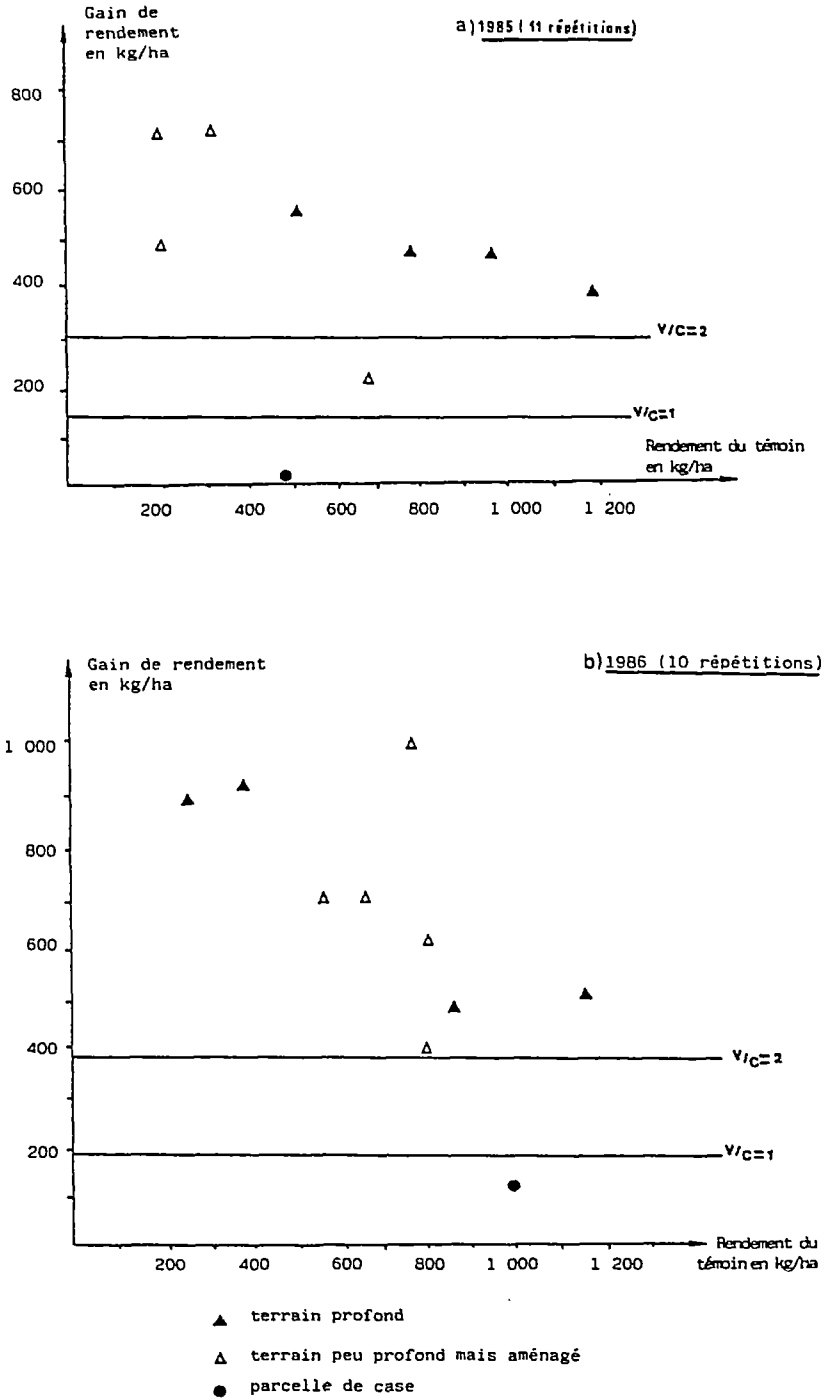 Gain de
rendement
en kg/ha
a) 1985 ( 11 répétitions)
800
600
400
V/C=2
200
V/C=1
Rendement du témoin
en kg/ha
200 400 600 800 1 000 1 200
Gain de rendement
en kg/ha
b) 1986 (10 répétitions)
1 000
800
600
400
V/C=2
200
V/C=1
200 400 600 800 1 000 1 200
Rendement du
témoin en kg/ha
▲ terrain profond
△ terrain peu profond mais aménagé
● parcelle de case